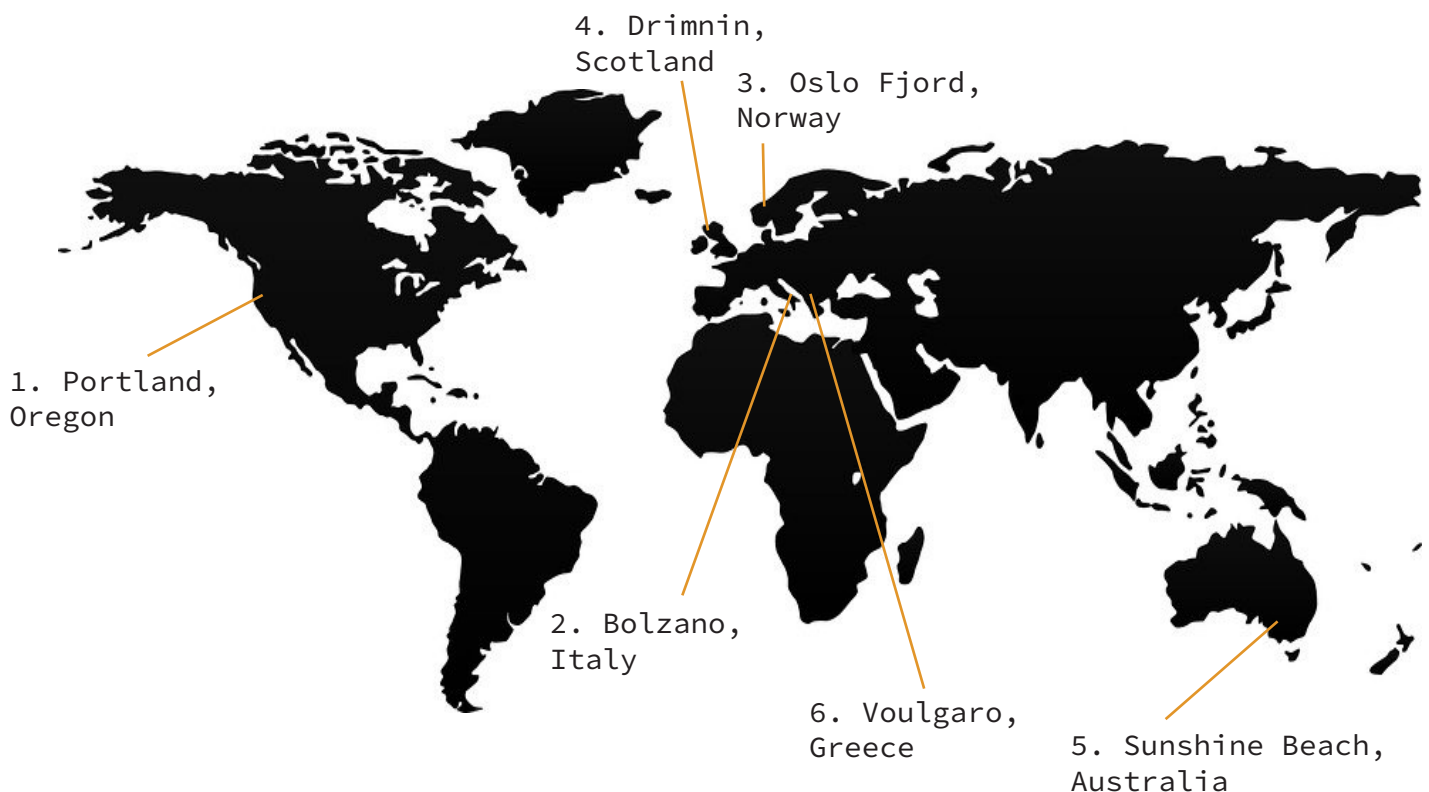 4. Drimnin,
Scotland
3. Oslo Fjord,
Norway
1. Portland,
Oregon
2. Bolzano,
Italy
6. Voulgaro,
Greece
5. Sunshine Beach,
Australia